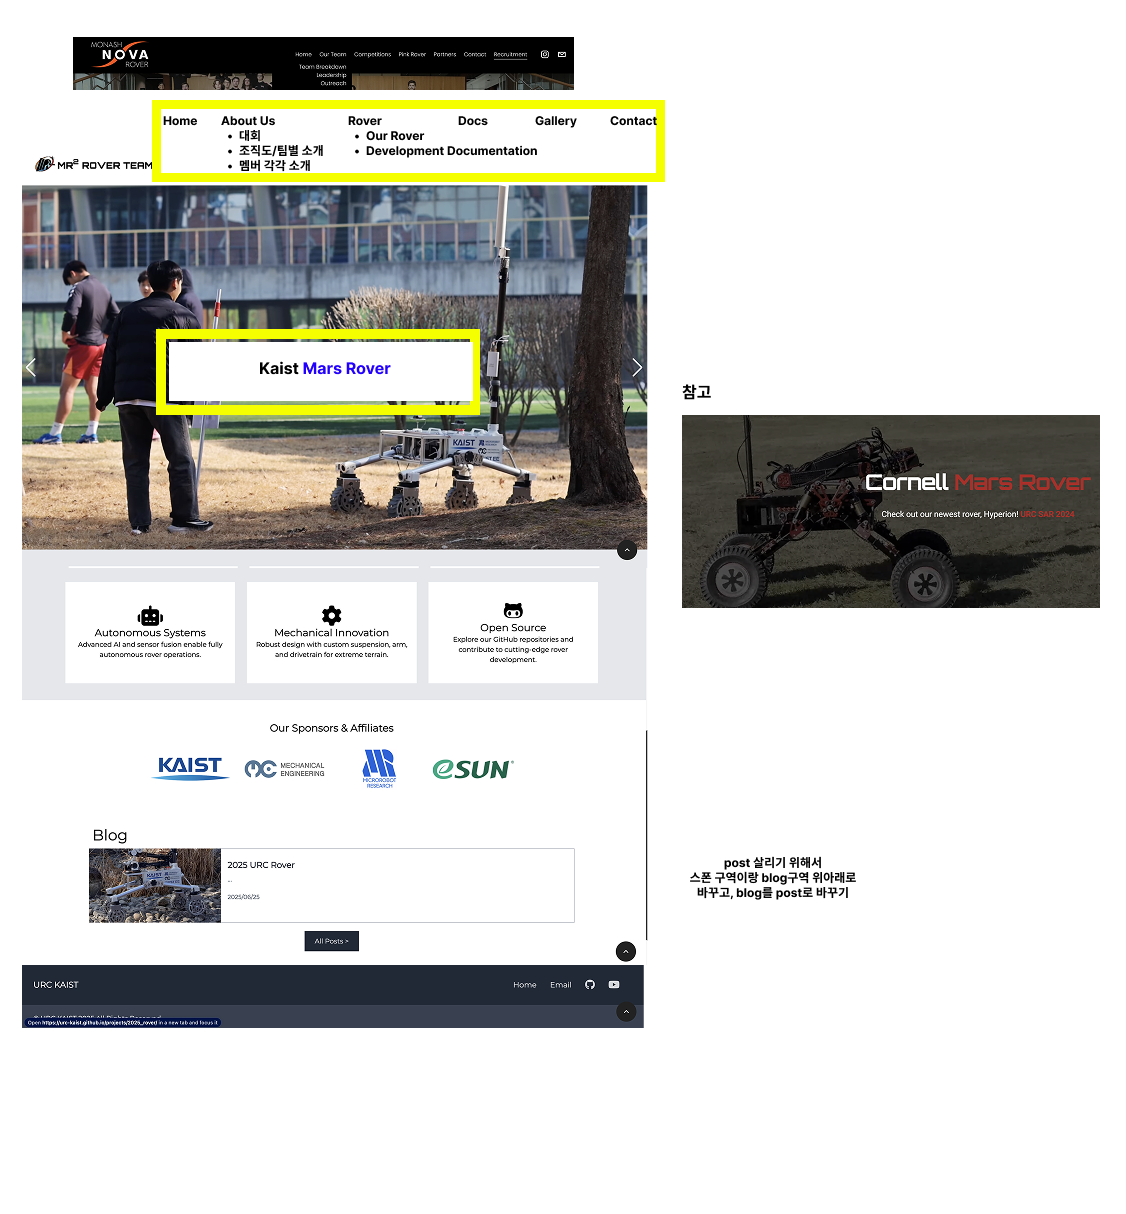 MONASH
NOVA
ROVER
Home Our Team Competitions Pink Rover Partners Contact Recruitment
Team Breakdown
Leadership
Outreach
Home About Us Rover Docs Gallery Contact
• 대회 • Our Rover
• 조직도/팀별 소개 • Development Documentation
• 멤버 각각 소개
MR² ROVER TEAM
Kaist Mars Rover
KAIST
참고
Cornell Mars Rover
Check out our newest rover, Hyperion! URC SAR 2024
Autonomous Systems
Advanced AI and sensor fusion enable fully
autonomous rover operations.
Mechanical Innovation
Robust design with custom suspension, arm,
and drivetrain for extreme terrain.
Open Source
Explore our GitHub repositories and
contribute to cutting-edge rover
development.
Our Sponsors & Affiliates
KAIST
MECHANICAL
ENGINEERING
MICROROBOT
RESEARCH
eSUN
Blog
2025 URC Rover
...
2025/06/25
All Posts >
post 살리기 위해서
스폰 구역이랑 blog구역 위아래로
바꾸고, blog를 post로 바꾸기
URC KAIST
Home Email
Open https://urc-kaist.github.io/projects/2025_rover/ in a new tab and focus it